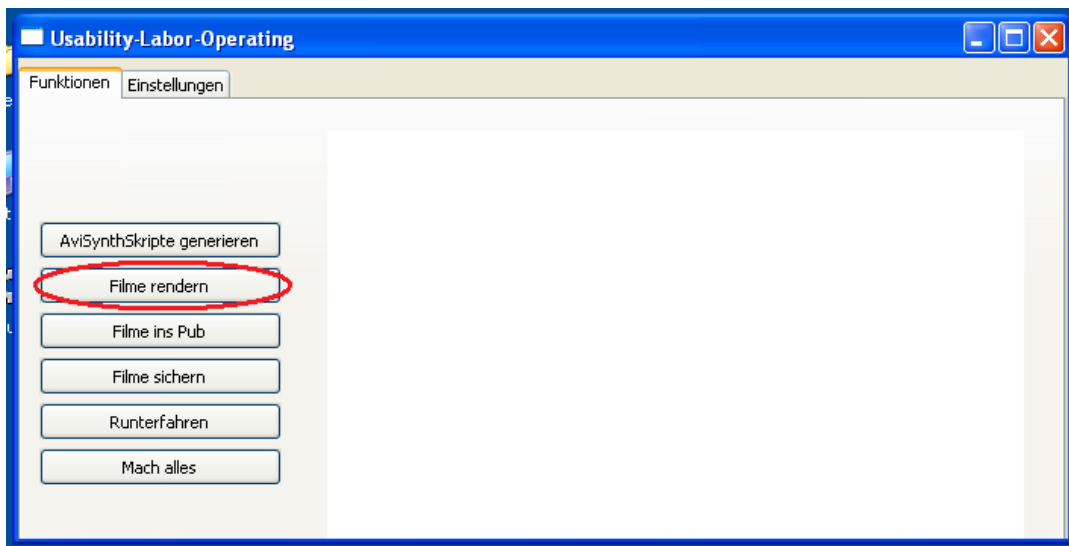 Usability-Labor-Operating
Funktionen Einstellungen
AviSynthSkripte generieren
Filme rendern
Filme ins Pub
Filme sichern
Runterfahren
Mach alles